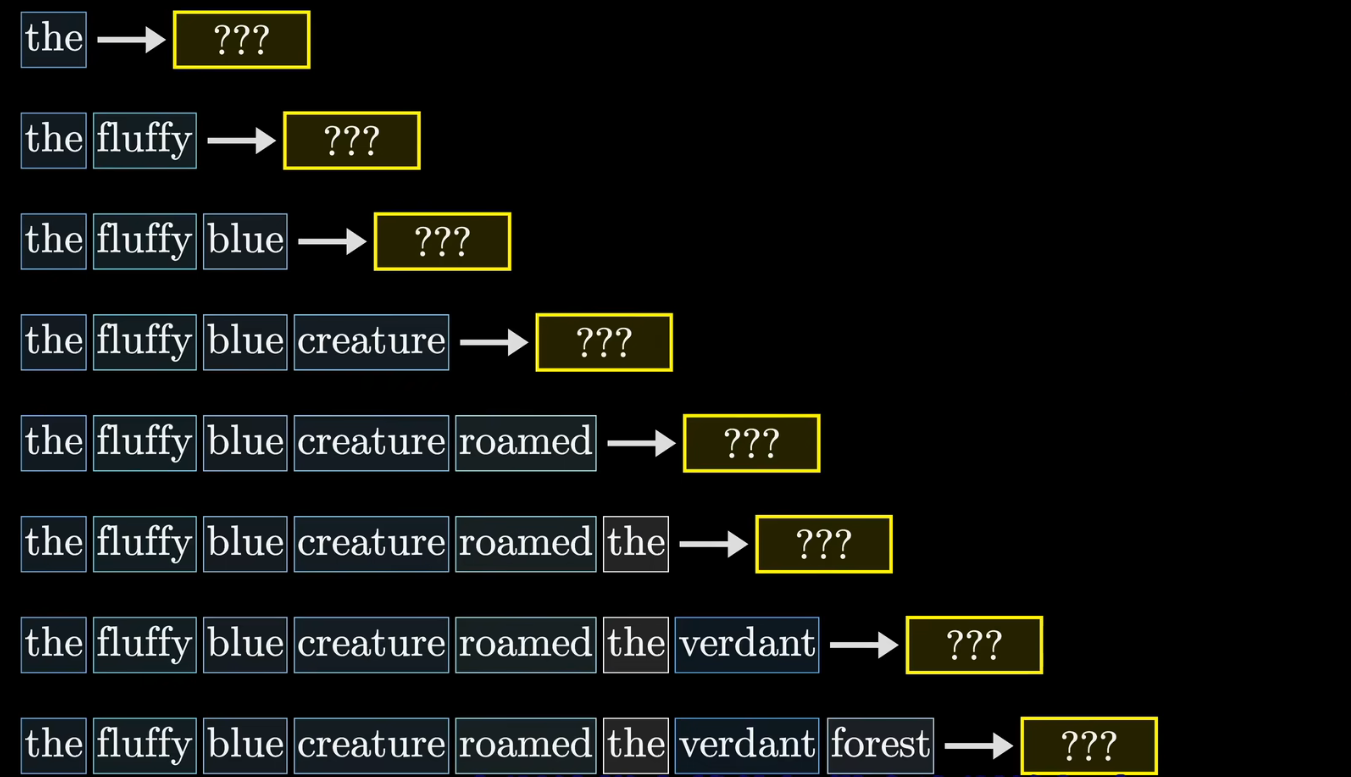 the ???
the fluffy ???
the fluffy blue ???
the fluffy blue creature ???
the fluffy blue creature roamed ???
the fluffy blue creature roamed the ???
the fluffy blue creature roamed the verdant ???
the fluffy blue creature roamed the verdant forest ???